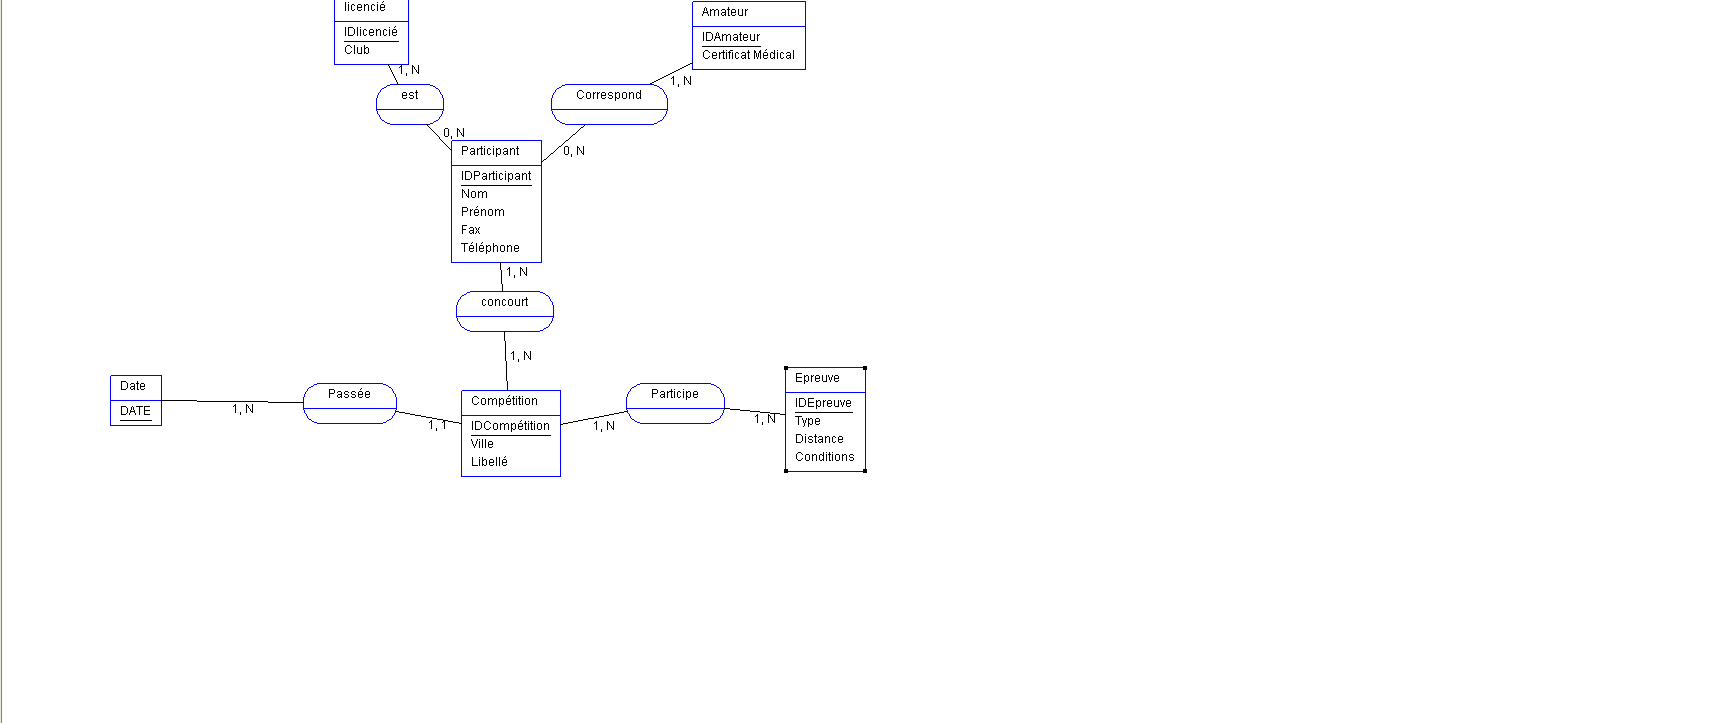 licencié
IDlicencié
Club
1, N
est
0, N
Amateur
IDAmateur
Certificat Médical
1, N
Correspond
0, N
Participant
IDParticipant
Nom
Prénom
Fax
Téléphone
1, N
concourt
1, N
Date
DATE
1, N
Passée
1, 1
Compétition
IDCompétition
Ville
Libellé
1, N
Participe
1, N
Epreuve
IDEpreuve
Type
Distance
Conditions